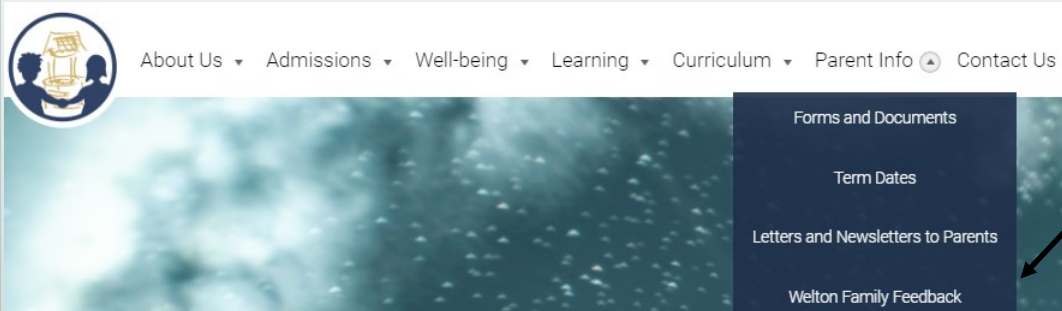 About Us Admissions Well-being Learning Curriculum Parent Info Contact Us
Forms and Documents
Term Dates
Letters and Newsletters to Parents
Welton Family Feedback